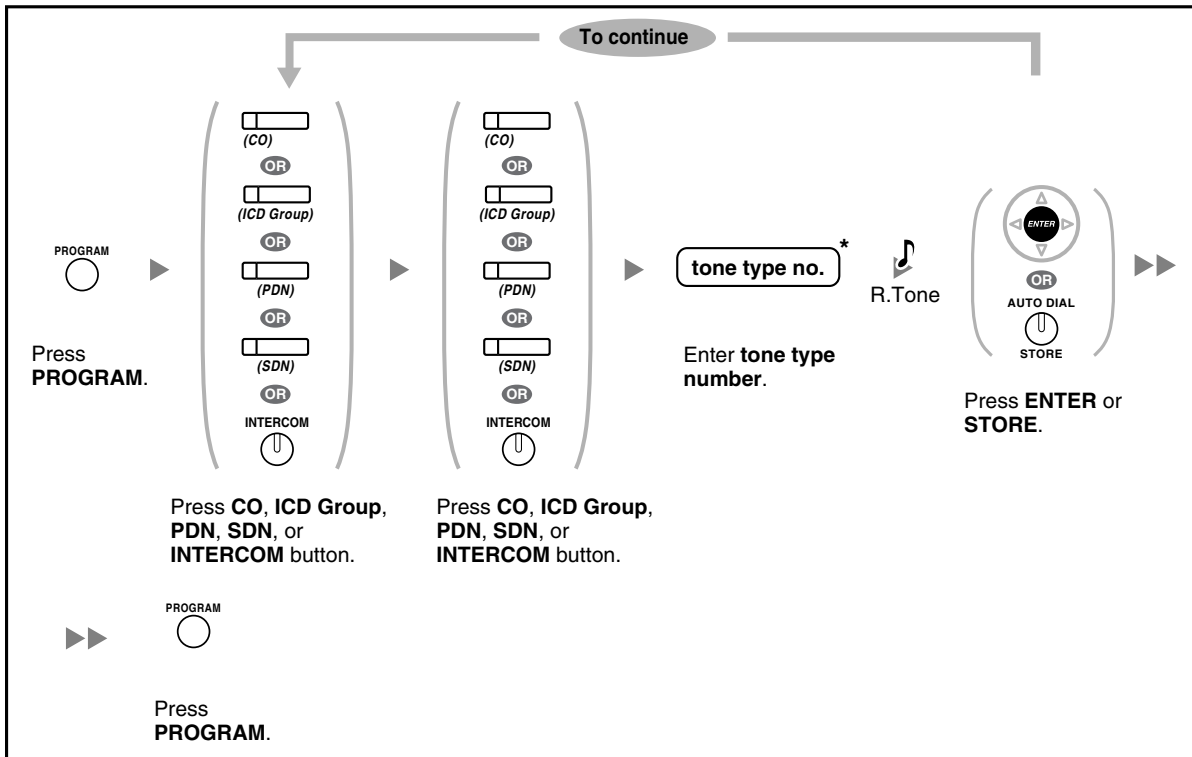 To continue
PROGRAM
Press
PROGRAM.
(CO)
OR
(ICD Group)
OR
(PDN)
OR
(SDN)
OR
INTERCOM
Press CO, ICD Group,
PDN, SDN, or
INTERCOM button.
(CO)
OR
(ICD Group)
OR
(PDN)
OR
(SDN)
OR
INTERCOM
Press CO, ICD Group,
PDN, SDN, or
INTERCOM button.
tone type no.*
Enter tone type
number.
R.Tone
ENTER
OR
AUTO DIAL
STORE
Press ENTER or
STORE.
PROGRAM
Press
PROGRAM.